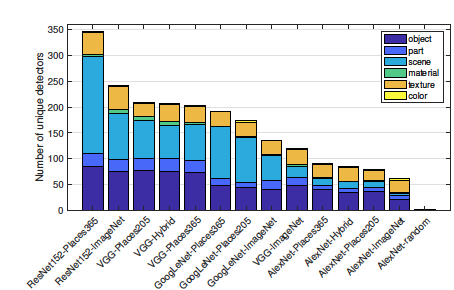 Number of unique detectors
350
300
250
200
150
100
50
0
object
part
scene
material
texture
color
ResNet152-Places365
ResNet152-ImageNet
VGG-Places205
VGG-Hybrid
VGG-Places365
GoogLeNet-Places365
GoogLeNet-Places205
GoogLeNet-ImageNet
VGG-ImageNet
AlexNet-Places365
AlexNet-Hybrid
AlexNet-Places205
AlexNet-ImageNet
AlexNet-random